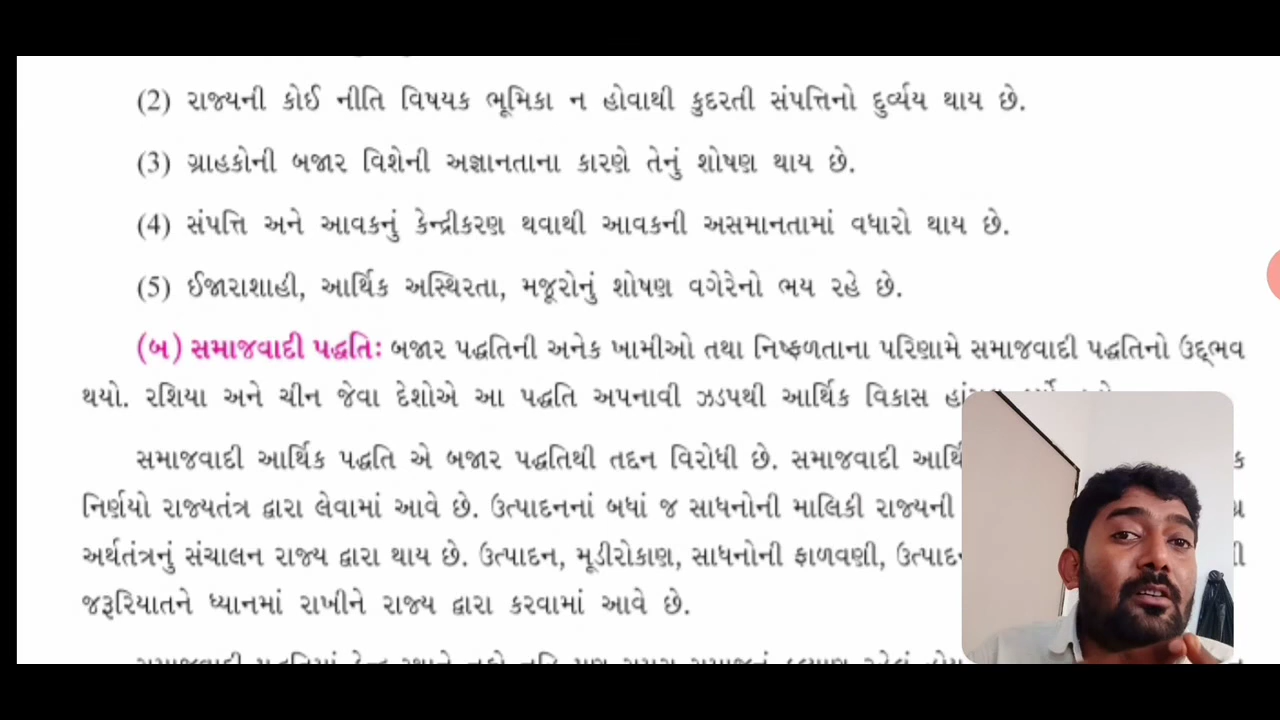 (2) રાજ્યની કોઈ નીતિ વિષયક ભૂમિકા ન હોવાથી કુદરતી સંપત્તિનો દુર્વ્યય થાય છે.
(3) ગ્રાહકોની બજાર વિશેની અજ્ઞાનતાના કારણે તેનું શોષણ થાય છે.
(4) સંપત્તિ અને આવકનું કેન્દ્રીકરણ થવાથી આવકની અસમાનતામાં વધારો થાય છે.
(5) ઈજારાશાહી, આર્થિક અસ્થિરતા, મજૂરોનું શોષણ વગેરેનો ભય રહે છે.
(બ) સમાજવાદી પદ્ધતિઃ બજાર પદ્ધતિની અનેક ખામીઓ તથા નિષ્ફળતાના પરિણામે સમાજવાદી પદ્ધતિનો ઉદ્ભવ
થયો. રશિયા અને ચીન જેવા દેશોએ આ પદ્ધતિ અપનાવી ઝડપથી આર્થિક વિકાસ
સમાજવાદી આર્થિક પદ્ધતિ એ બજાર પદ્ધતિથી તદન વિરોધી છે. સમાજવાદી
નિર્ણયો રાજ્યતંત્ર દ્વારા લેવામાં આવે છે. ઉત્પાદનનાં બધાં જ સાધનોની માલિકી રાજ્યની
અર્થતંત્રનું સંચાલન રાજ્ય દ્વારા થાય છે. ઉત્પાદન, મૂડીરોકાણ, સાધનોની ફાળવણી,
જરૂરિયાતને ધ્યાનમાં રાખીને રાજ્ય દ્વારા કરવામાં આવે છે.